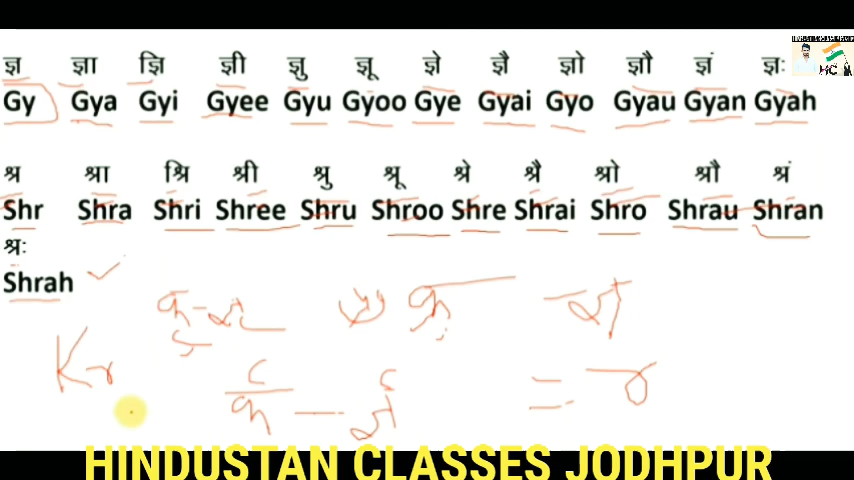 ज्ञ ज्ञा ज्ञि ज्ञी ज्ञु ज्ञू ज्ञे ज्ञै ज्ञो ज्ञौ ज्ञं ज्ञः
Gy Gya Gyi Gyee Gyu Gyoo Gye Gyai Gyo Gyau Gyan Gyah
श्र श्रा श्रि श्री श्रु श्रू श्रे श्रै श्रो श्रौ श्रं
Shr Shra Shri Shree Shru Shroo Shre Shrai Shro Shrau Shran
श्रः
Shrah
Kr
HINDUSTAN CLASSES JODHPUR